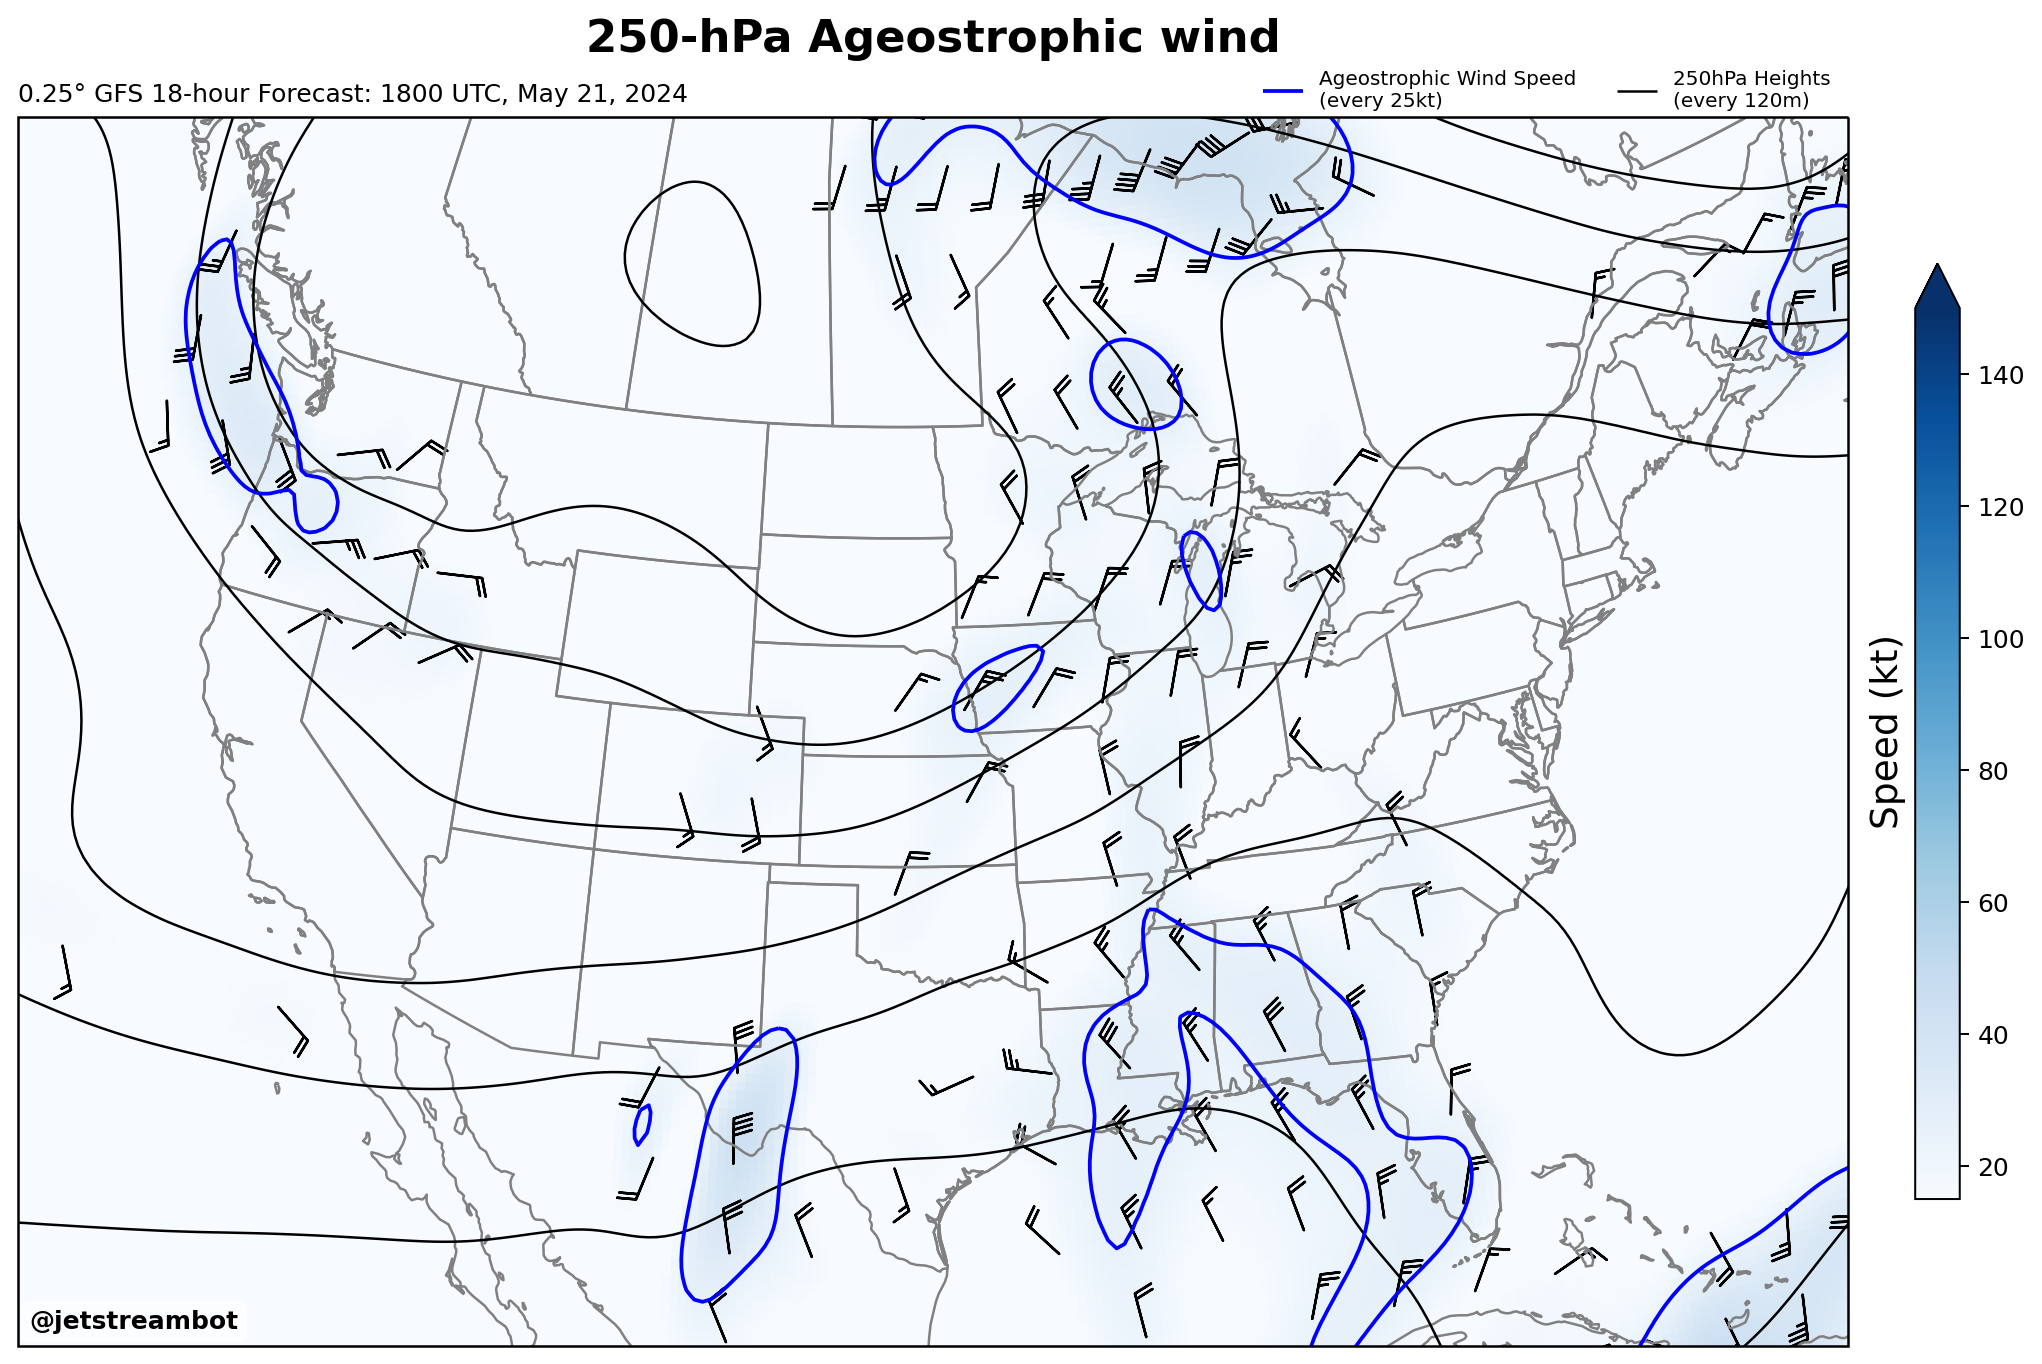 250-hPa Ageostrophic wind
0.25° GFS 18-hour Forecast: 1800 UTC, May 21, 2024
Ageostrophic Wind Speed
(every 25kt)
250hPa Heights
(every 120m)
140
120
100
80
60
40
20
Speed (kt)
@jetstreambot